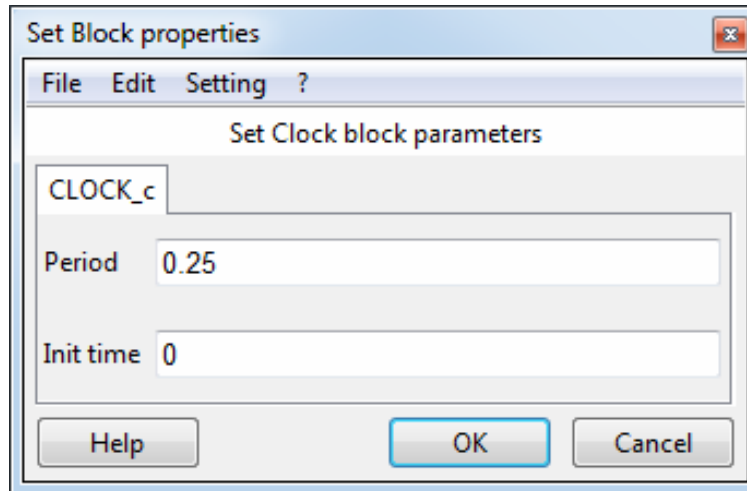 Set Block properties
File Edit Setting ?
Set Clock block parameters
CLOCK_c
Period 0.25
Init time 0
Help OK Cancel